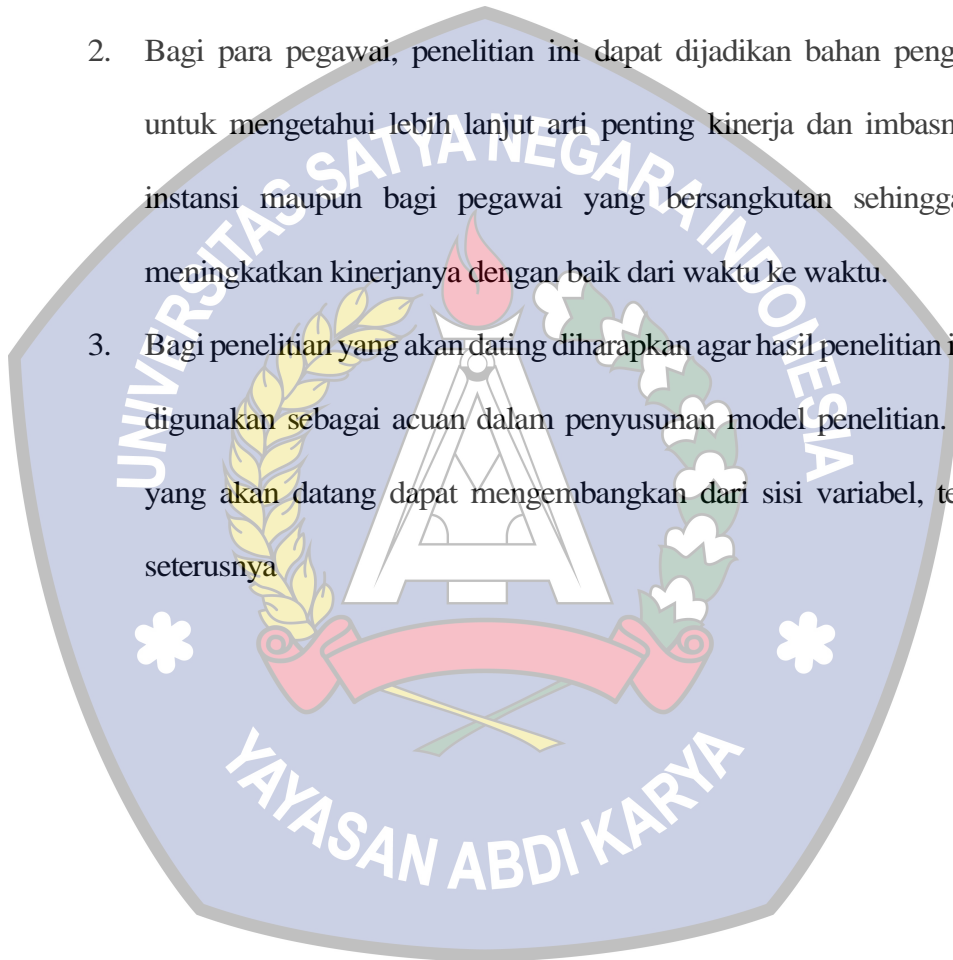 2. Bagi para pegawai, penelitian ini dapat dijadikan bahan peng
untuk mengetahui lebih lanjut arti penting kinerja dan imbasn
instansi maupun bagi pegawai yang bersangkutan sehingga
meningkatkan kinerjanya dengan baik dari waktu ke waktu.
3. Bagi penelitian yang akan dating diharapkan agar hasil penelitian i
digunakan sebagai acuan dalam penyusunan model penelitian.
yang akan datang dapat mengembangkan dari sisi variabel, te
seterusnya
UNIVERSITAS SATYA NEGARA INDONESIA
YAYASAN ABDI KARYA